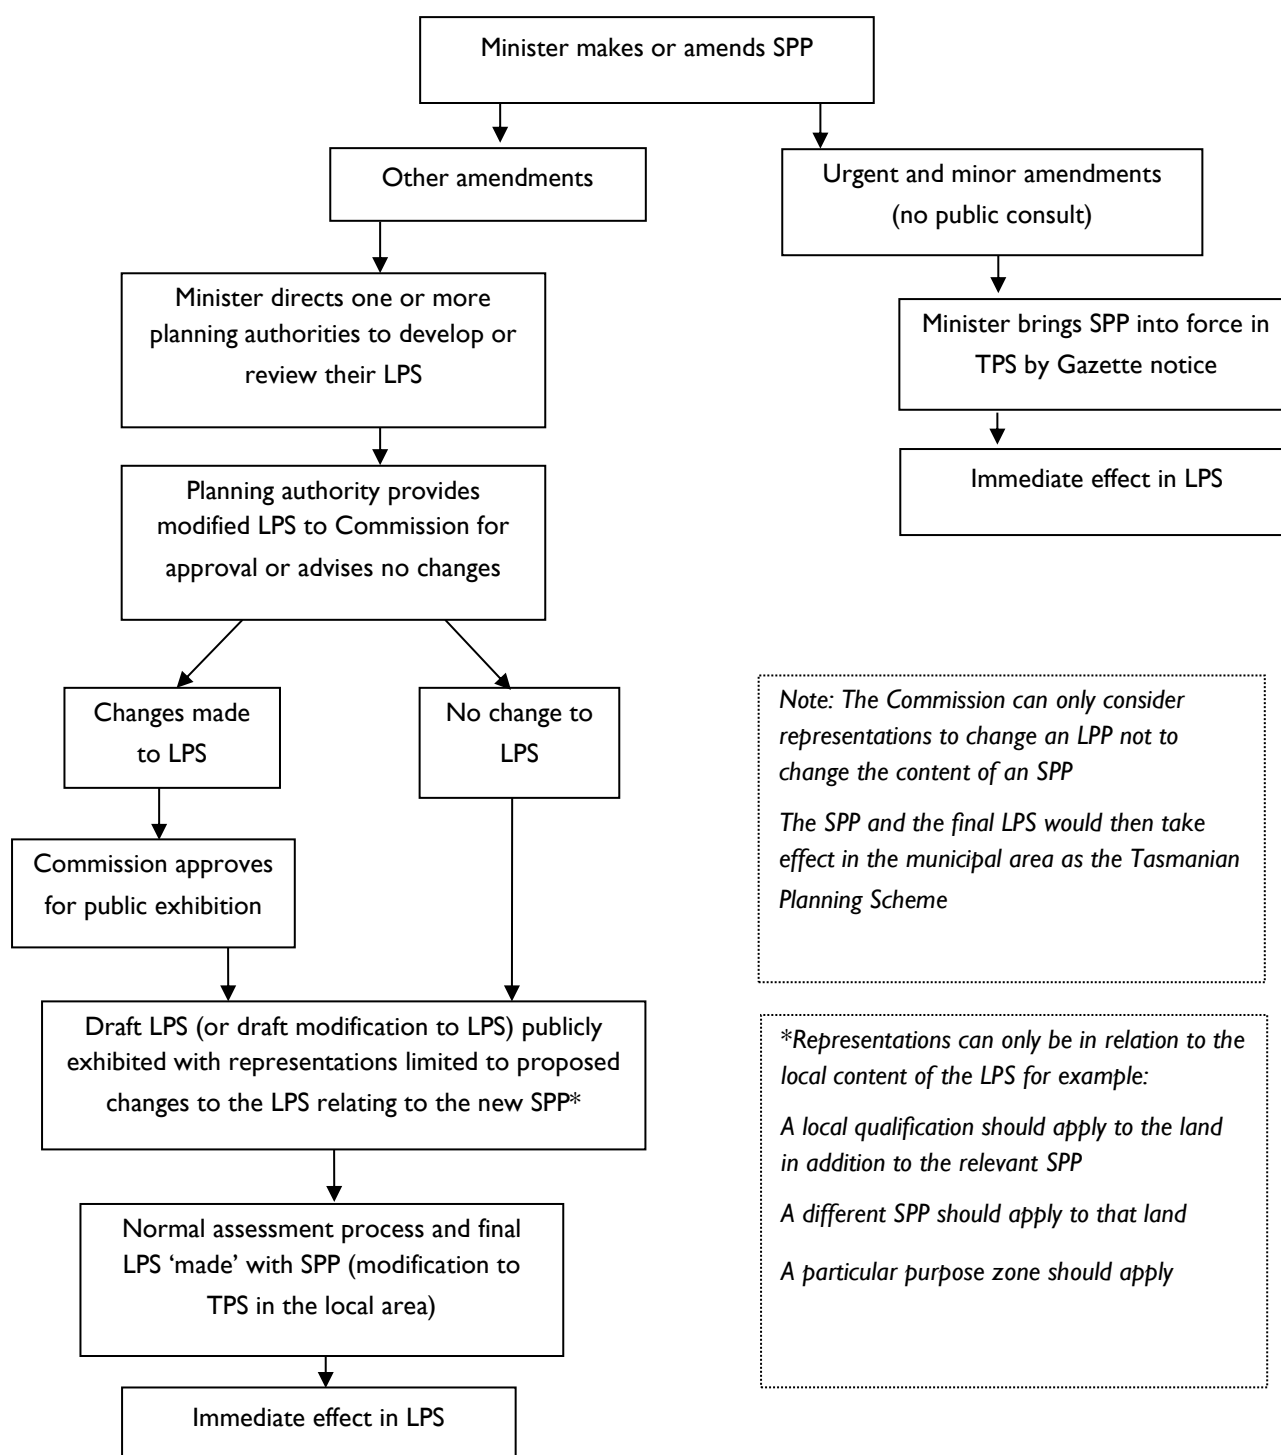 Minister makes or amends SPP
Other amendments
Urgent and minor amendments
(no public consult)
Minister directs one or more
planning authorities to develop or
review their LPS
Minister brings SPP into force in
TPS by Gazette notice
Immediate effect in LPS
Planning authority provides
modified LPS to Commission for
approval or advises no changes
Changes made
to LPS
No change to
LPS
Commission approves
for public exhibition
Draft LPS (or draft modification to LPS) publicly
exhibited with representations limited to proposed
changes to the LPS relating to the new SPP*
Normal assessment process and final
LPS ‘made’ with SPP (modification to
TPS in the local area)
Immediate effect in LPS
Note: The Commission can only consider
representations to change an LPP not to
change the content of an SPP
The SPP and the final LPS would then take
effect in the municipal area as the Tasmanian
Planning Scheme
*Representations can only be in relation to the
local content of the LPS for example:
A local qualification should apply to the land
in addition to the relevant SPP
A different SPP should apply to that land
A particular purpose zone should apply